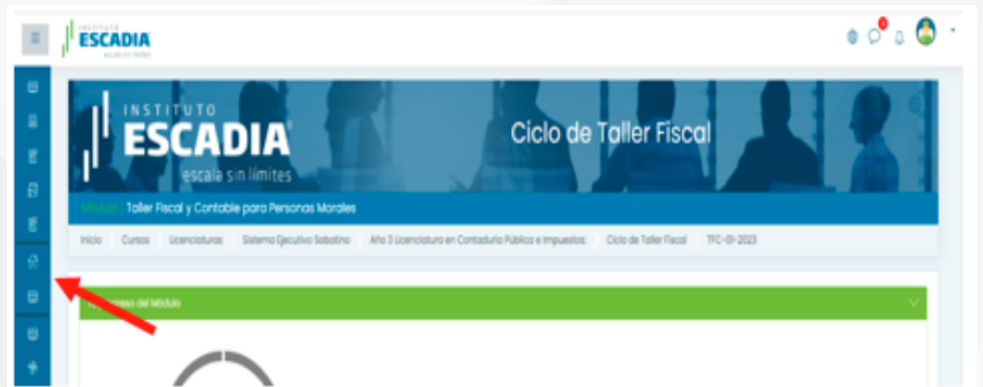 INSTITUTO
ESCADIA
INSTITUTO
ESCADIA
escala sin límites
Ciclo de Taller Fiscal
Módulo I Taller Fiscal y Contable para Personas Morales
Inicio Cursos Licenciaturas Sistema Ejecutivo Sabatino Año 3 Licenciatura en Contaduría Pública e Impuestos Ciclo de Taller Fiscal TFC-01-2023
del Módulo